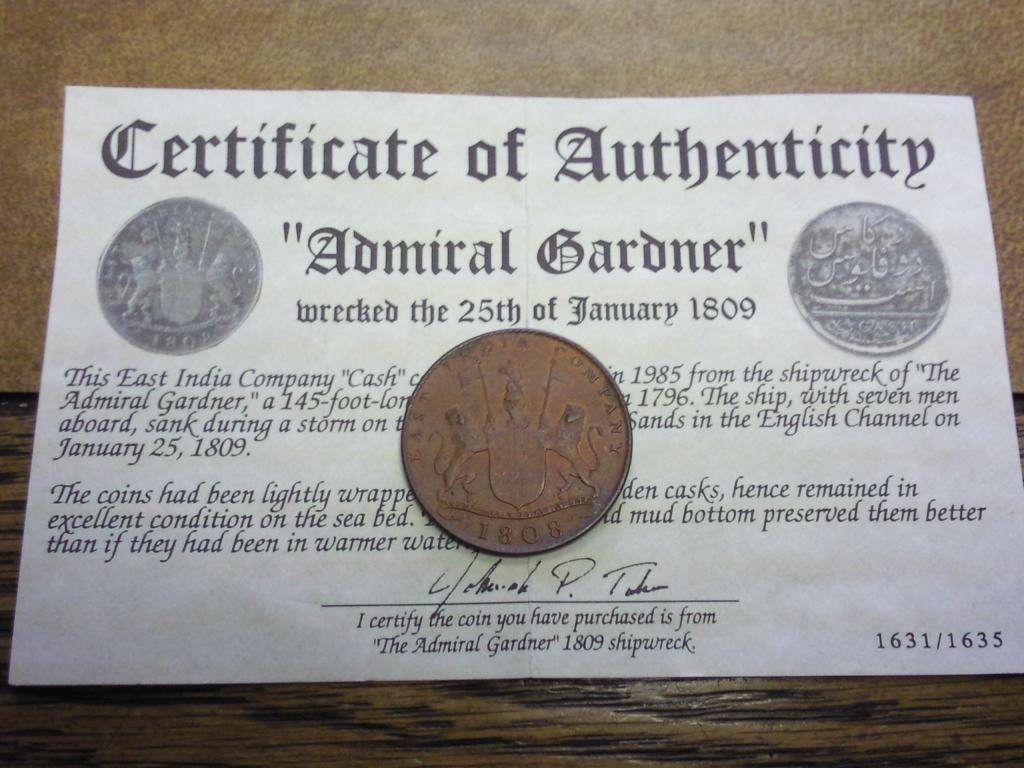 Certificate of Authenticity
"Admiral Gardner"
wrecked the 25th of January 1809
1808
X CASH
This East India Company "Cash" in 1985 from the shipwreck of "The
Admiral Gardner," a 145-foot- 1796. The ship, with seven men
aboard, sank during a storm on Sands in the English Channel on
January 25, 1809.
EAST INDIA COMPANY
1808
The coins had been lightly casks, hence remained in
excellent condition on the sea bed. mud bottom preserved them better
than if they had been in warmer
I certify the coin you have purchased is from
"The Admiral Gardner" 1809 shipwreck.
1631/1635